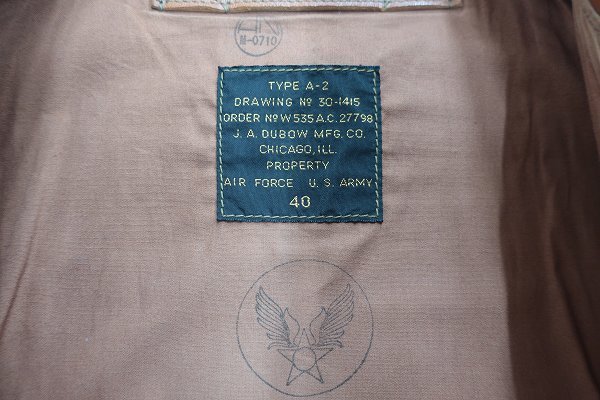 M-0710
TYPE A-2
DRAWING Nº 30-1415
ORDER Nº W 535 A.C. 27798
J. A. DUBOW MFG. CO.
CHICAGO, ILL.
PROPERTY
AIR FORCE U. S. ARMY
40